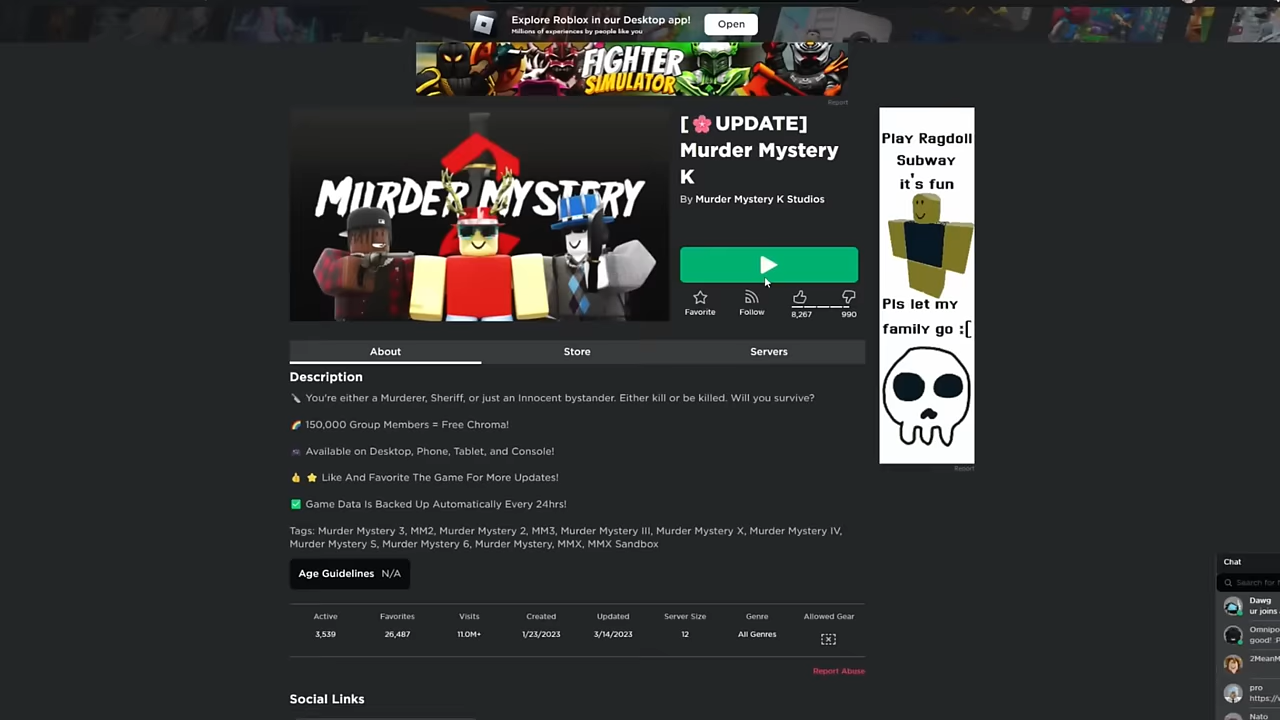 Explore Roblox in our Desktop app!
Millions of experiences by people like you
Open
FIGHTER
SIMULATOR
Report
MURDER MYSTERY
[🌸UPDATE]
Murder Mystery
K
By Murder Mystery K Studios
Favorite
Follow
8,267
990
Play Ragdoll
Subway
it's fun
Pls let my
family go :[
Report
About
Store
Servers
Description
🔪 You're either a Murderer, Sheriff, or just an Innocent bystander. Either kill or be killed. Will you survive?
🌈 150,000 Group Members = Free Chroma!
🎮 Available on Desktop, Phone, Tablet, and Console!
👍 ⭐ Like And Favorite The Game For More Updates!
✅ Game Data Is Backed Up Automatically Every 24hrs!
Tags: Murder Mystery 3, MM2, Murder Mystery 2, MM3, Murder Mystery III, Murder Mystery X, Murder Mystery IV,
Murder Mystery S, Murder Mystery 6, Murder Mystery, MMX, MMX Sandbox
Age Guidelines N/A
Active Favorites Visits Created Updated Server Size Genre Allowed Gear
3,539 26,487 11.0M+ 1/23/2023 3/14/2023 12 All Genres
Report Abuse
Social Links
Chat
Search for
Dawg
ur joins
good!
pro
Nato